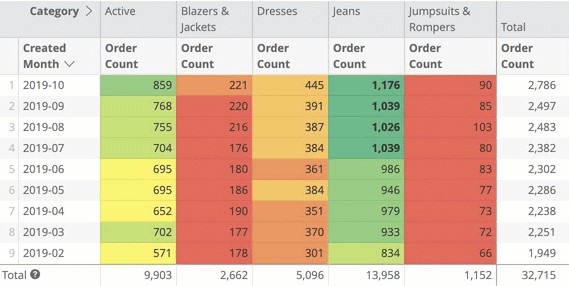 Category Active Blazers & Jackets Dresses Jeans Jumpsuits & Rompers Total
Created Month Order Count Order Count Order Count Order Count Order Count Order Count
1 2019-10 859 221 445 1,176 90 2,786
2 2019-09 768 220 391 1,039 85 2,497
3 2019-08 755 216 387 1,026 103 2,483
4 2019-07 704 176 384 1,039 80 2,382
5 2019-06 695 180 361 986 83 2,302
6 2019-05 695 186 384 946 77 2,286
7 2019-04 652 190 351 979 73 2,238
8 2019-03 702 177 370 933 72 2,251
9 2019-02 571 178 301 834 66 1,949
Total 9,903 2,662 5,096 13,958 1,152 32,715